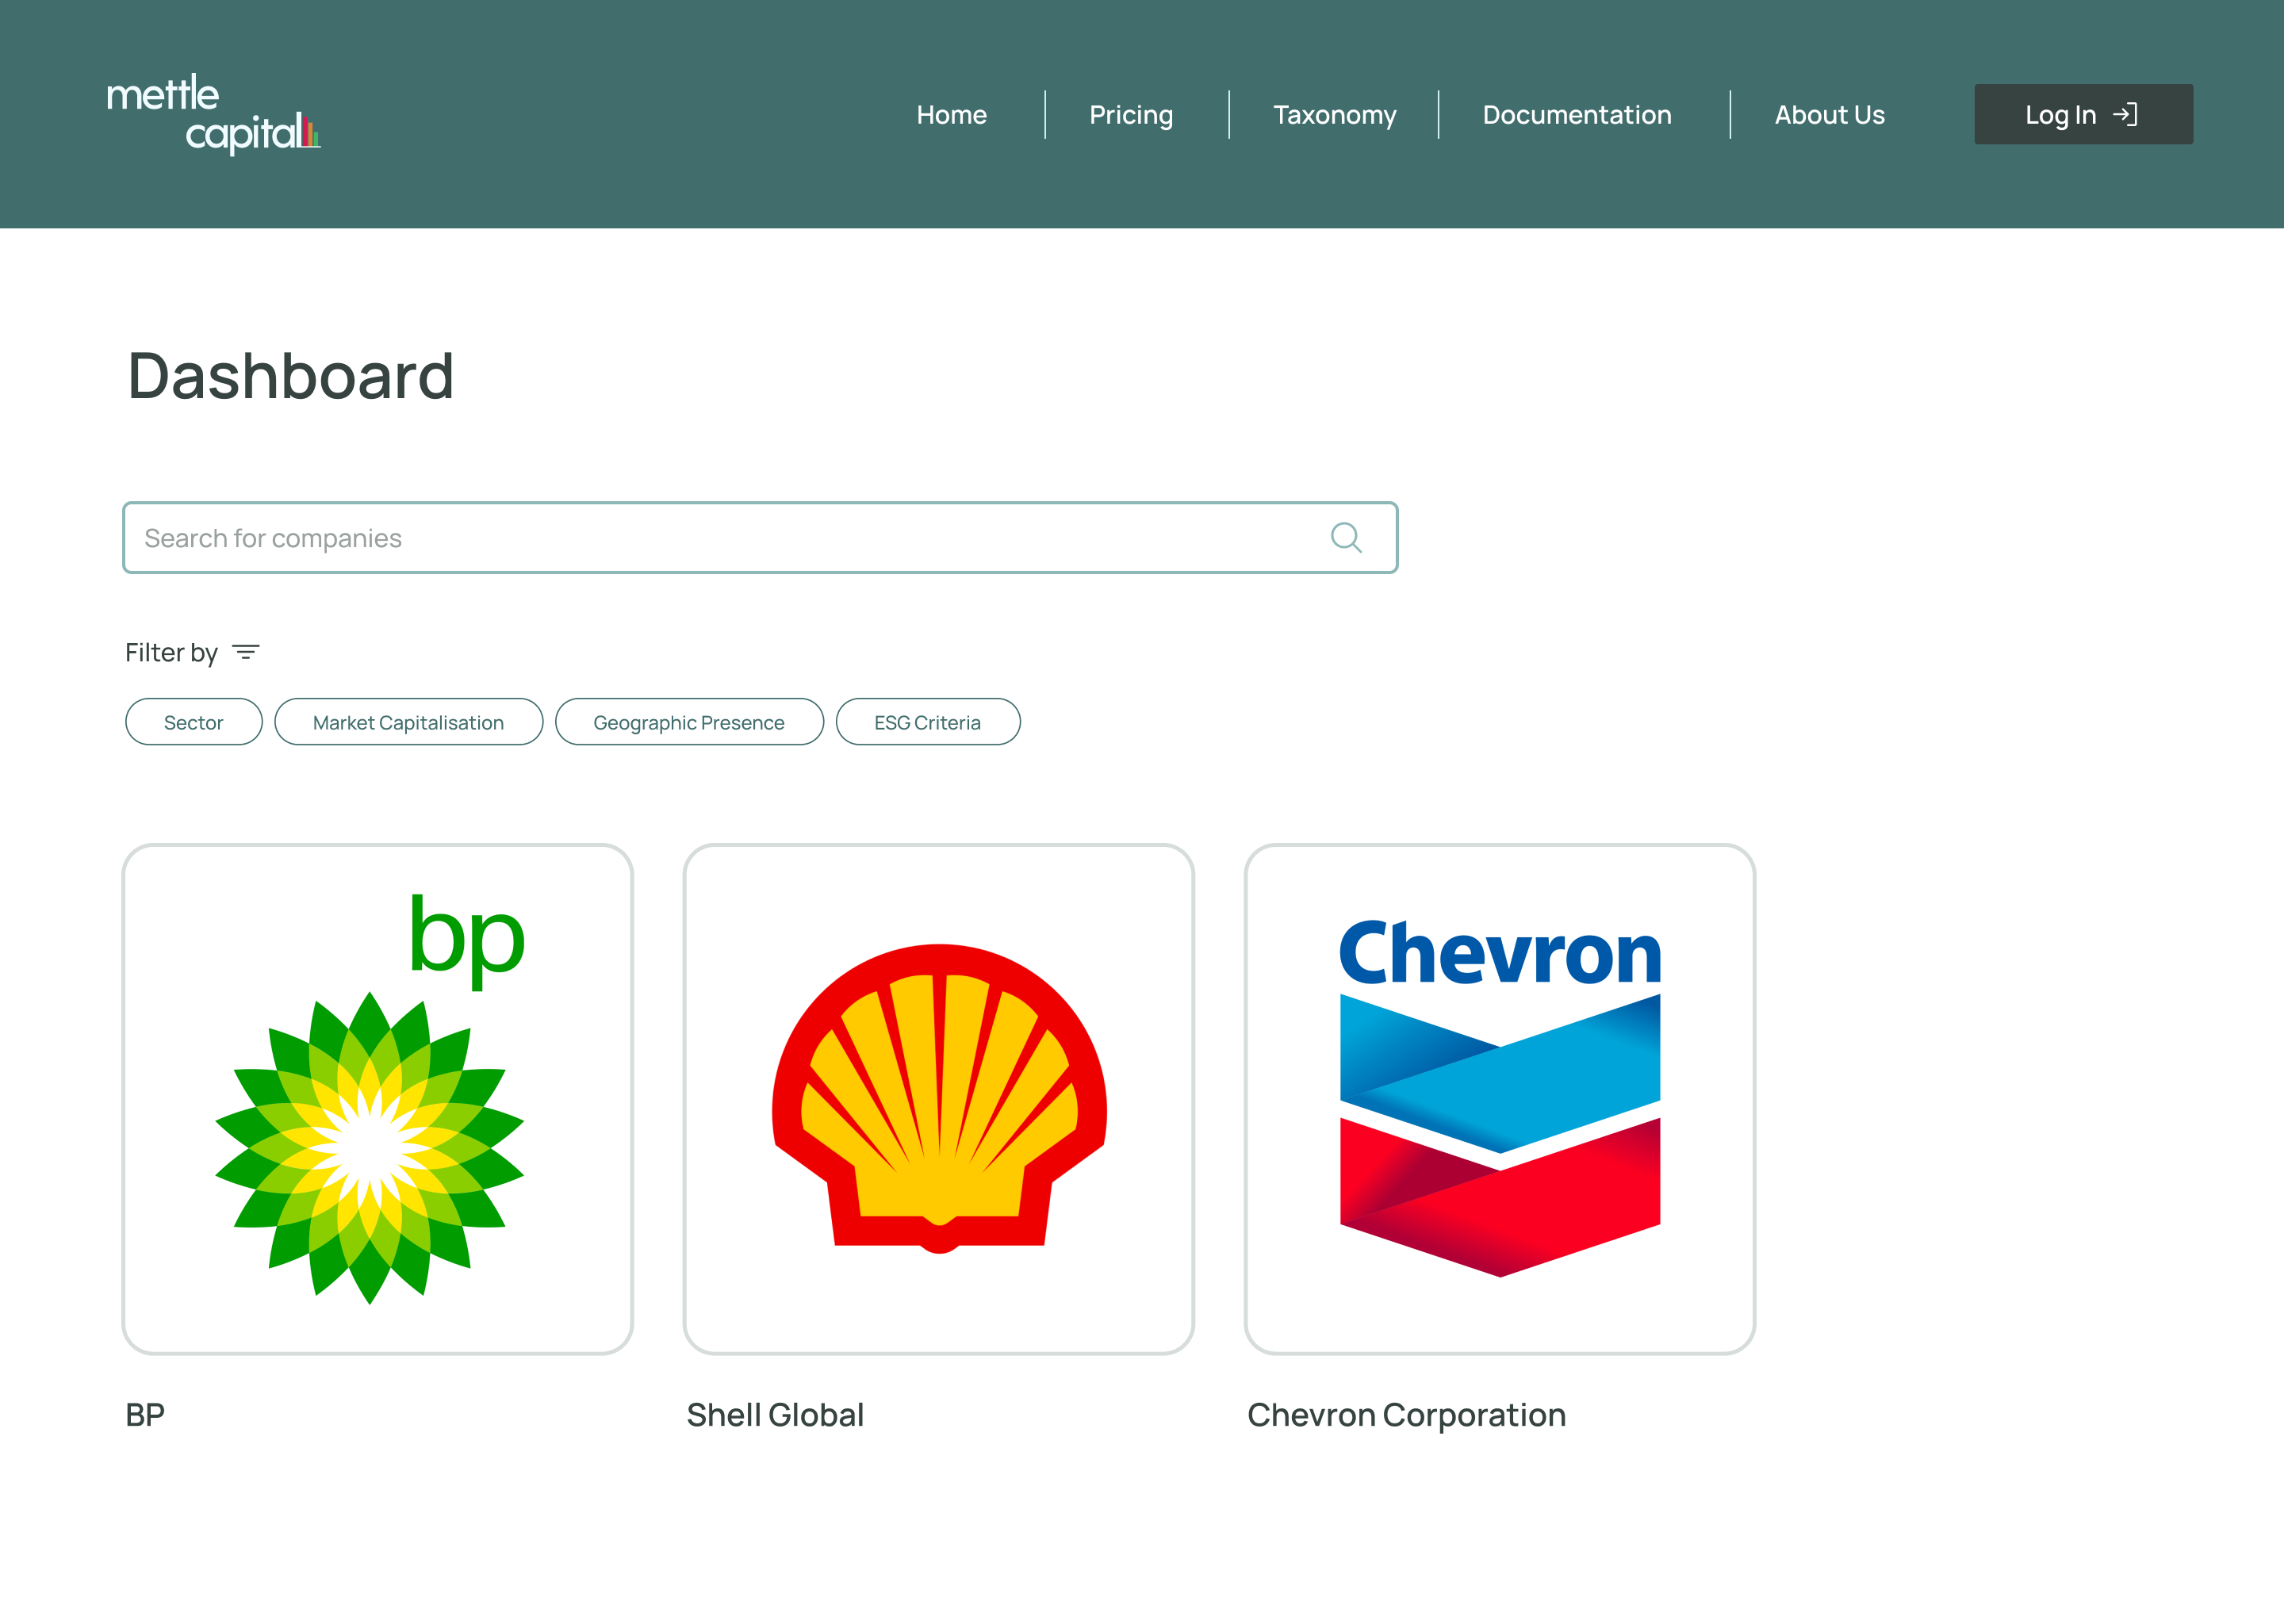 mettle
capital
Home
Pricing
Taxonomy
Documentation
About Us
Log In
Dashboard
Search for companies
Filter by
Sector
Market Capitalisation
Geographic Presence
ESG Criteria
bp
Chevron
BP
Shell Global
Chevron Corporation